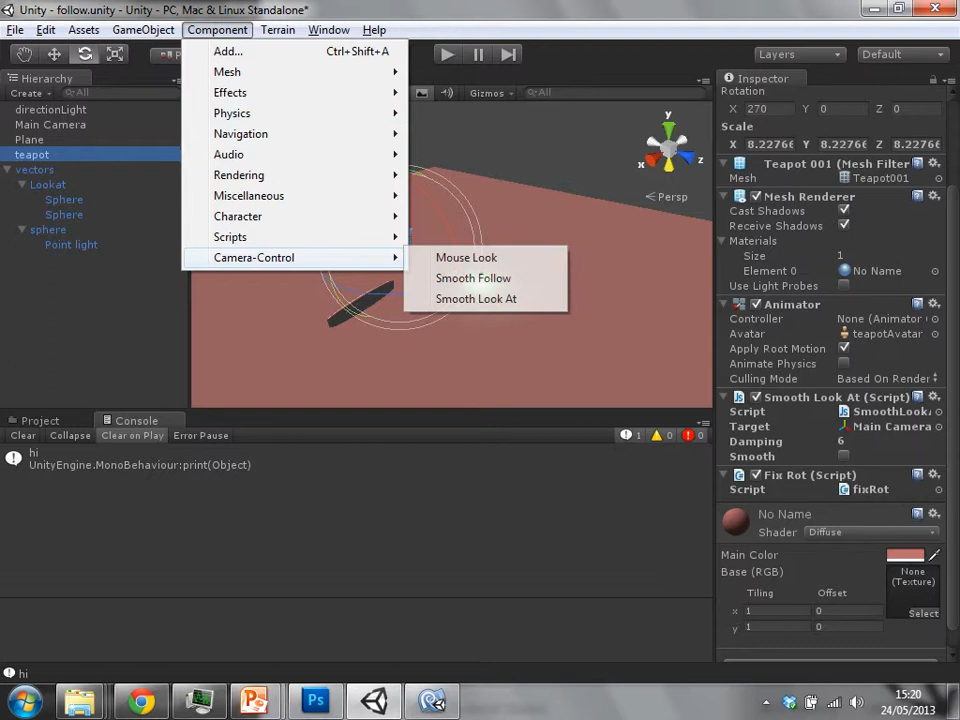 Unity - follow.unity - Unity - PC, Mac & Linux Standalone*
File Edit Assets GameObject Component Terrain Window Help
Layers Default
Hierarchy
Create All
directionLight
Main Camera
Plane
teapot
vectors
Lookat
Sphere
Sphere
sphere
Point light
Add... Ctrl+Shift+A
Mesh
Effects
Physics
Navigation
Audio
Rendering
Miscellaneous
Character
Scripts
Camera-Control
Mouse Look
Smooth Follow
Smooth Look At
Gizmos All
y
x z
Persp
Inspector
Rotation
X 270 Y 0 Z 0
Scale
X 8.22766 Y 8.22766 Z 8.22766
Teapot 001 (Mesh Filter
Mesh Teapot001
Mesh Renderer
Cast Shadows
Receive Shadows
Materials
Size 1
Element 0 No Name
Use Light Probes
Animator
Controller None (Animator
Avatar teapotAvatar
Apply Root Motion
Animate Physics
Culling Mode Based On Render
Smooth Look At (Script)
Script SmoothLook
Target Main Camera
Damping 6
Smooth
Fix Rot (Script)
Script fixRot
No Name
Shader Diffuse
Main Color
Base (RGB) None
(Texture)
Tiling Offset
x 1 0
y 1 0
Select
Project Console
Clear Collapse Clear on Play Error Pause 1 0 0
hi
UnityEngine.MonoBehaviour:print(Object)
hi
15:20
24/05/2013